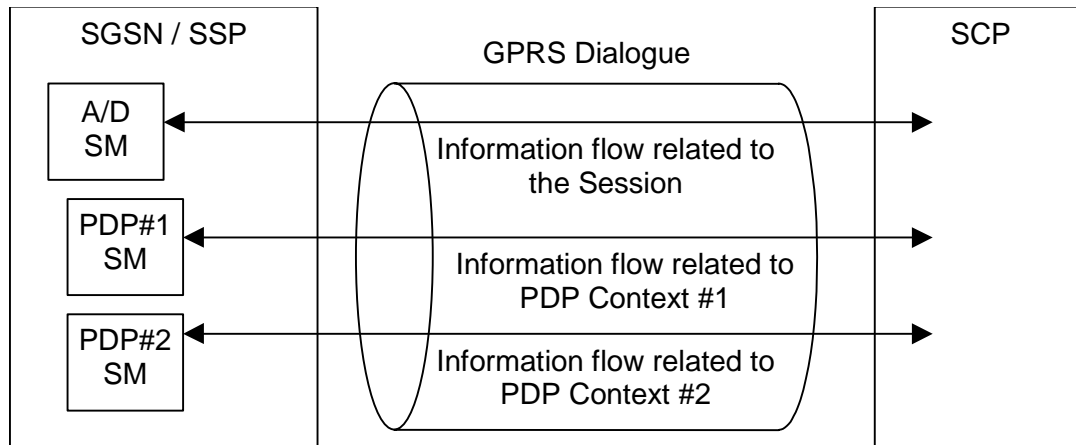 SGSN / SSP
SCP
GPRS Dialogue
A/D
SM
Information flow related to
the Session
PDP#1
SM
Information flow related to
PDP Context #1
PDP#2
SM
Information flow related to
PDP Context #2